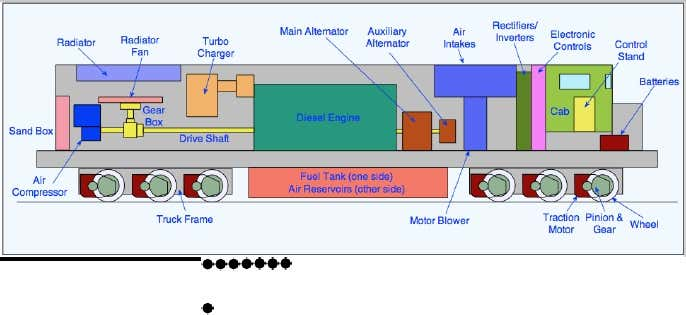 Radiator
Radiator
Fan
Turbo
Charger
Main Alternator
Auxiliary
Alternator
Air
Intakes
Rectifiers/
Inverters
Electronic
Controls
Control
Stand
Batteries
Sand Box
Gear
Box
Drive Shaft
Diesel Engine
Cab
Air
Compressor
Truck Frame
Fuel Tank (one side)
Air Reservoirs (other side)
Motor Blower
Traction
Motor
Pinion &
Gear
Wheel